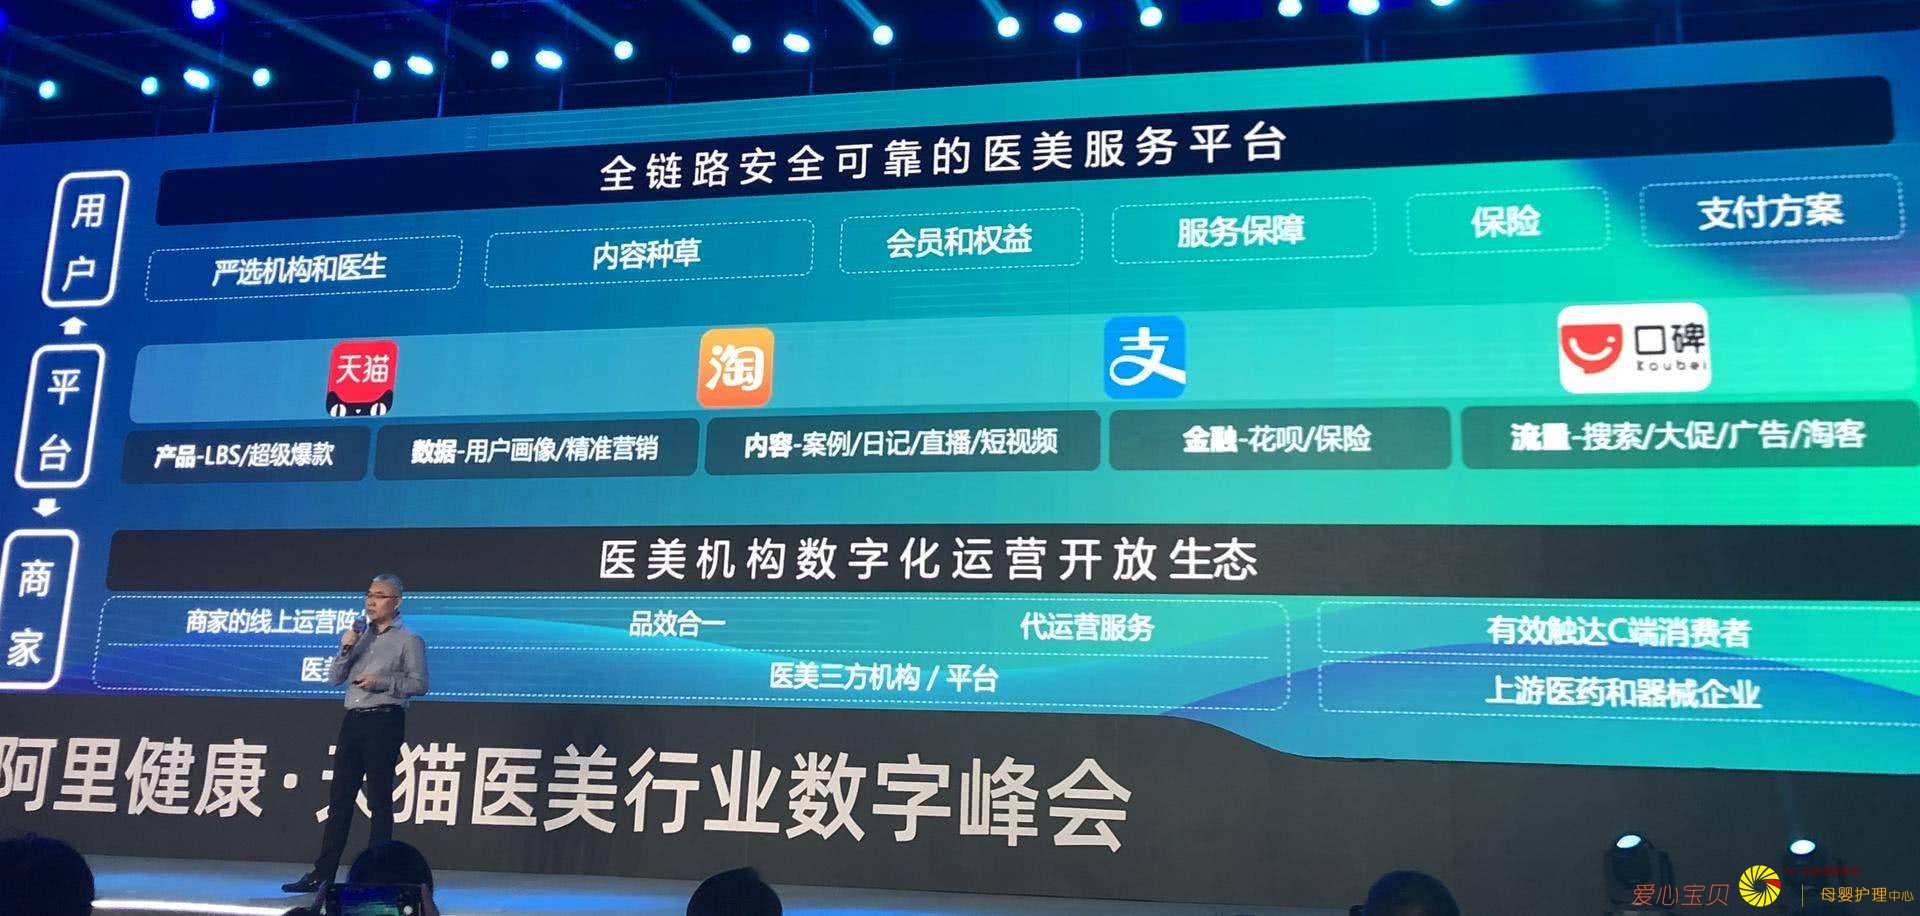 全链路安全可靠的医美服务平台
用户
严选机构和医生 内容种草 会员和权益 服务保障 保险 支付方案
平台
天猫 淘 支 口碑
Koubei
产品-LBS/超级爆款 数据-用户画像/精准营销 内容-案例/日记/直播/短视频 金融-花呗/保险 流量-搜索/大促/广告/淘客
医美机构数字化运营开放生态
商家
商家的线上运营阵 品效合一 代运营服务 有效触达C端消费者
医美 医美三方机构 / 平台 上游医药和器械企业
阿里健康·天猫医美行业数字峰会
爱心宝贝 母婴护理中心